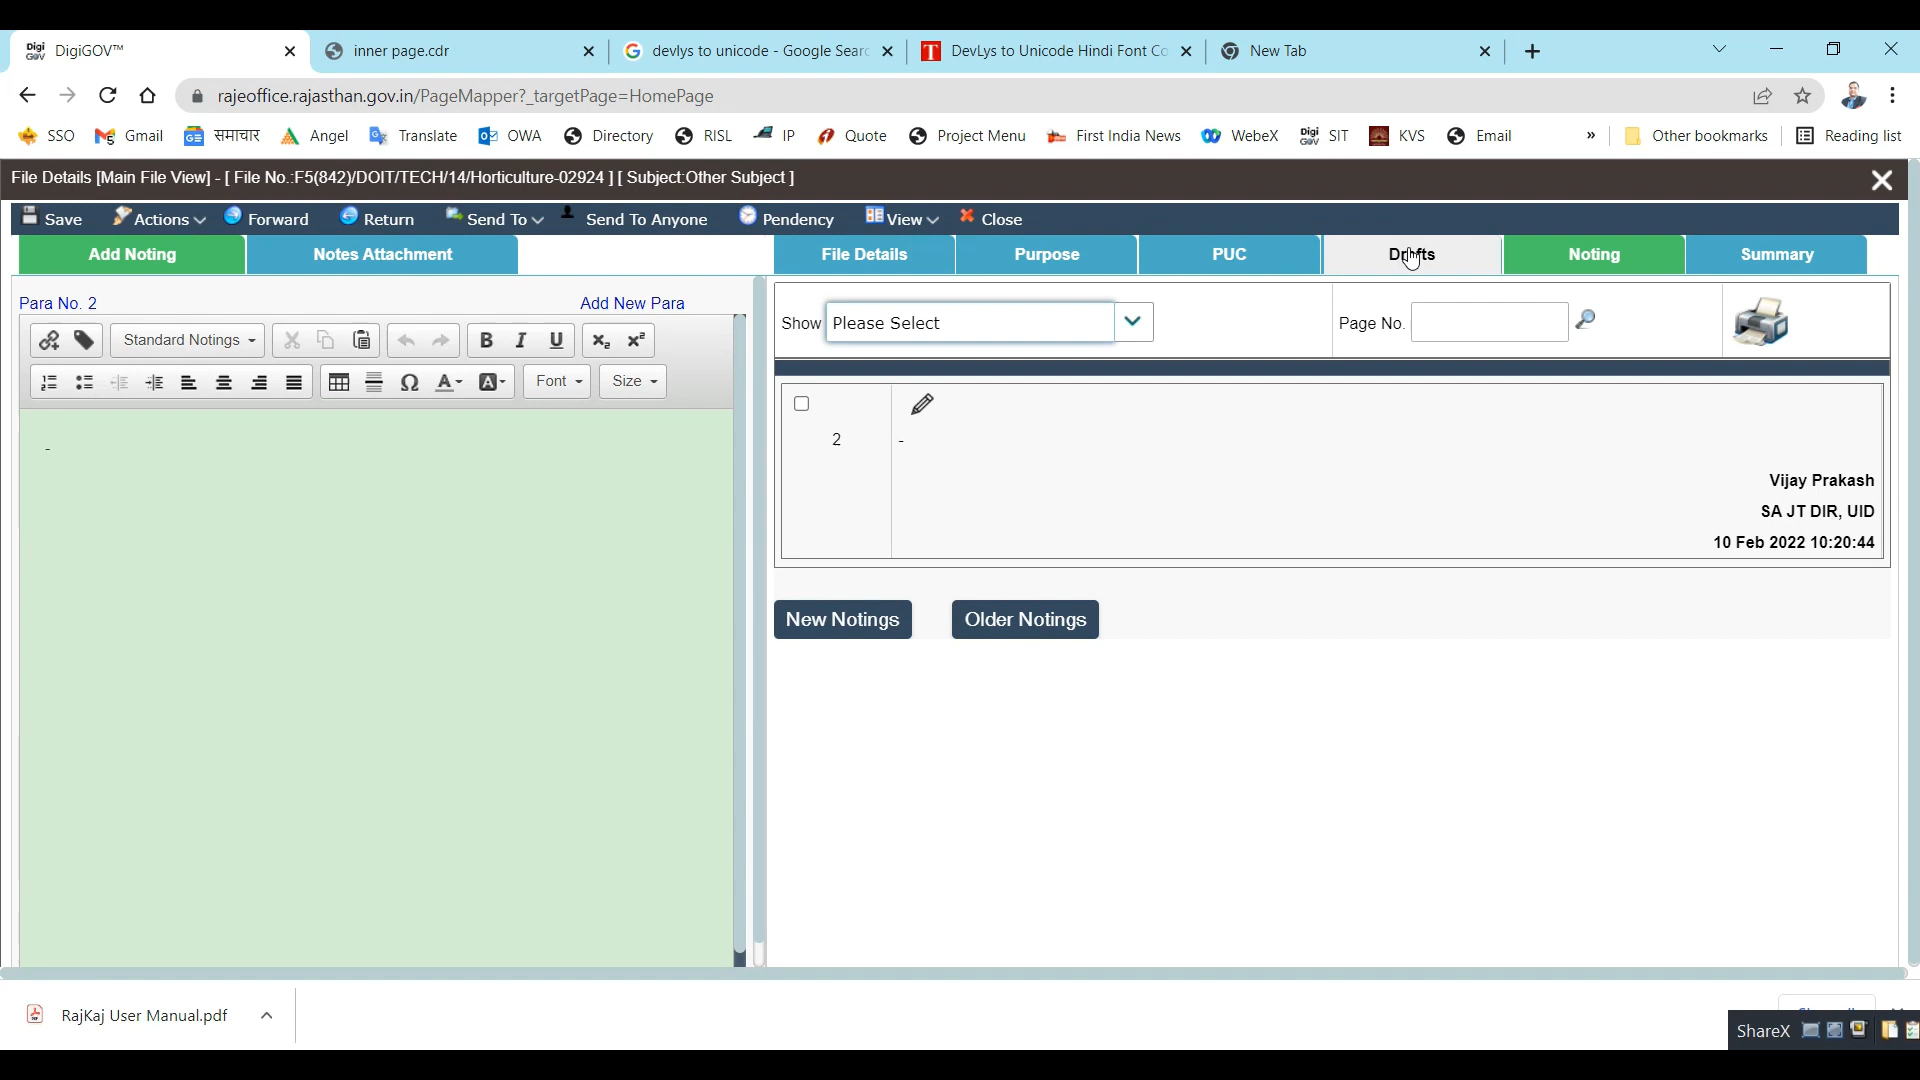 Digi GOV DigiGOV™ inner page.cdr devlys to unicode - Google Searc DevLys to Unicode Hindi Font Co New Tab
rajeoffice.rajasthan.gov.in/PageMapper?_targetPage=HomePage
SSO Gmail समाचार Angel Translate OWA Directory RISL IP Quote Project Menu First India News WebeX SIT KVS Email » Other bookmarks Reading list
File Details [Main File View] - [ File No.:F5(842)/DOIT/TECH/14/Horticulture-02924 ] [ Subject:Other Subject ]
Save Actions Forward Return Send To Send To Anyone Pendency View Close
Add Noting Notes Attachment File Details Purpose PUC Drafts Noting Summary
Para No. 2 Add New Para
Show Please Select Page No.
Standard Notings B I U x₂ x²
Ω A A Font Size
-
2 -
Vijay Prakash
SA JT DIR, UID
10 Feb 2022 10:20:44
New Notings Older Notings
RajKaj User Manual.pdf
ShareX